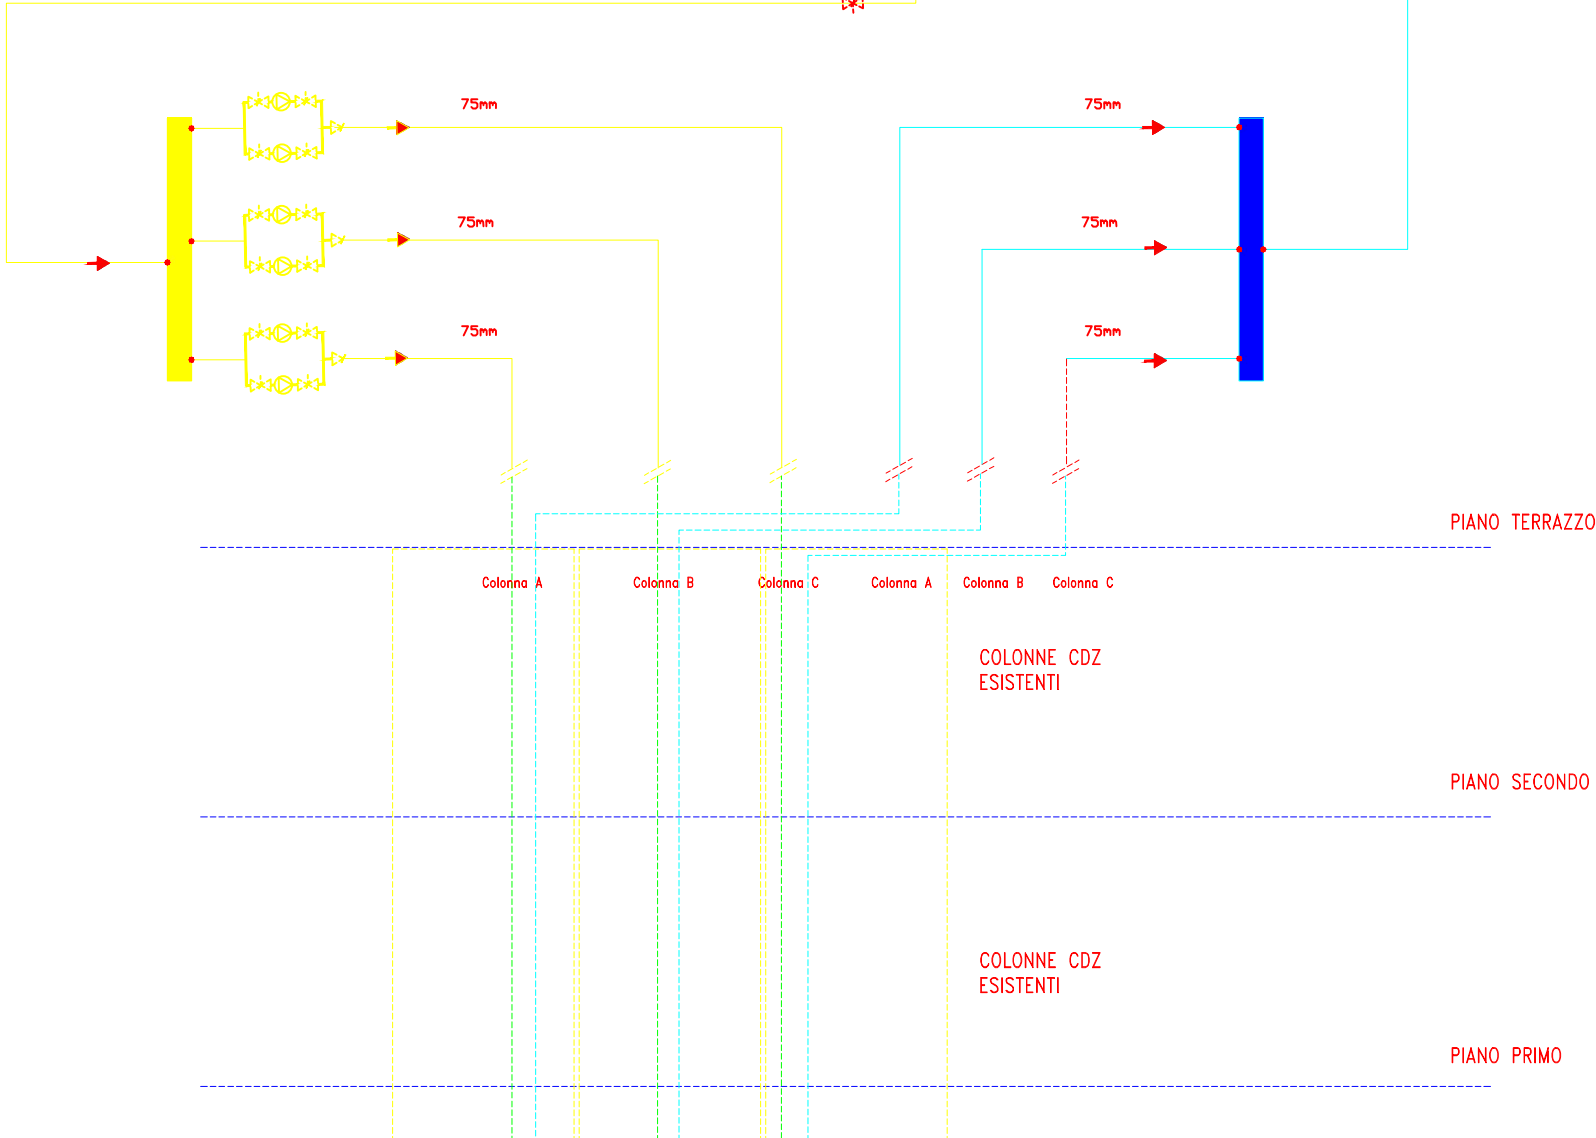 75mm
75mm
75mm
75mm
75mm
75mm
PIANO TERRAZZO
Colonna A
Colonna B
Colonna C
Colonna A
Colonna B
Colonna C
COLONNE CDZ
ESISTENTI
PIANO SECONDO
COLONNE CDZ
ESISTENTI
PIANO PRIMO